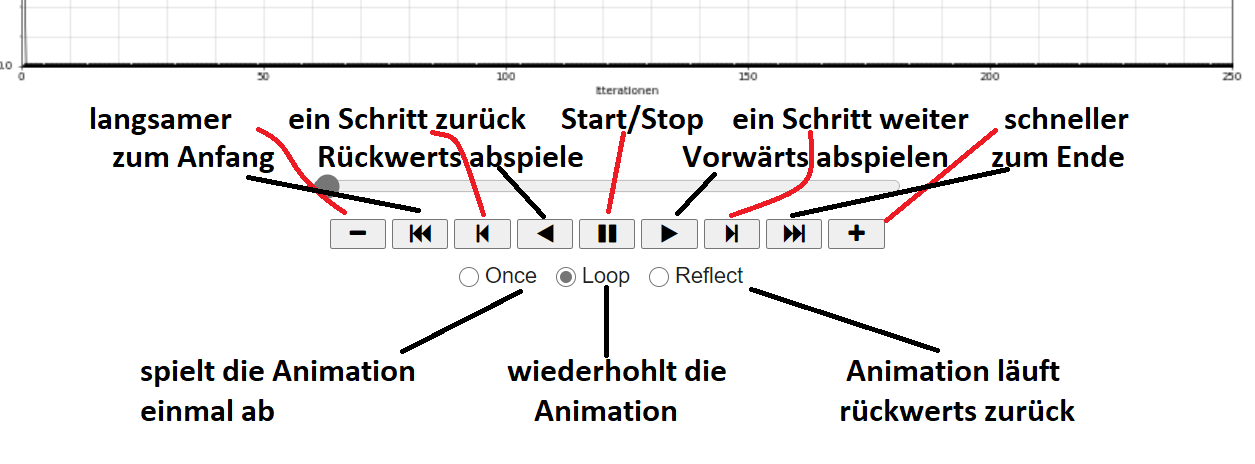 .0
0 50 100 150 200 250
Itterationen
langsamer ein Schritt zurück Start/Stop ein Schritt weiter schneller
zum Anfang Rückwerts abspiele Vorwärts abspielen zum Ende
Once Loop Reflect
spielt die Animation wiederhohlt die Animation läuft
einmal ab Animation rückwerts zurück